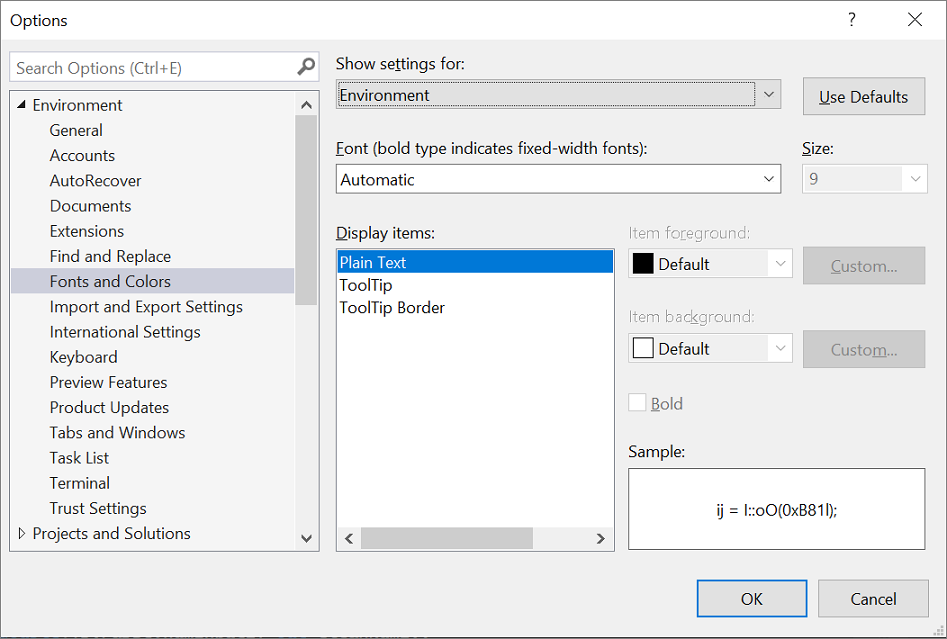 Options
?
Search Options (Ctrl+E)
Environment
General
Accounts
AutoRecover
Documents
Extensions
Find and Replace
Fonts and Colors
Import and Export Settings
International Settings
Keyboard
Preview Features
Product Updates
Tabs and Windows
Task List
Terminal
Trust Settings
Projects and Solutions
Show settings for:
Environment
Use Defaults
Font (bold type indicates fixed-width fonts):
Automatic
Size:
9
Display items:
Plain Text
ToolTip
ToolTip Border
Item foreground:
Default
Custom...
Item background:
Default
Custom...
Bold
Sample:
ij = I::oO(0xB81l);
OK
Cancel